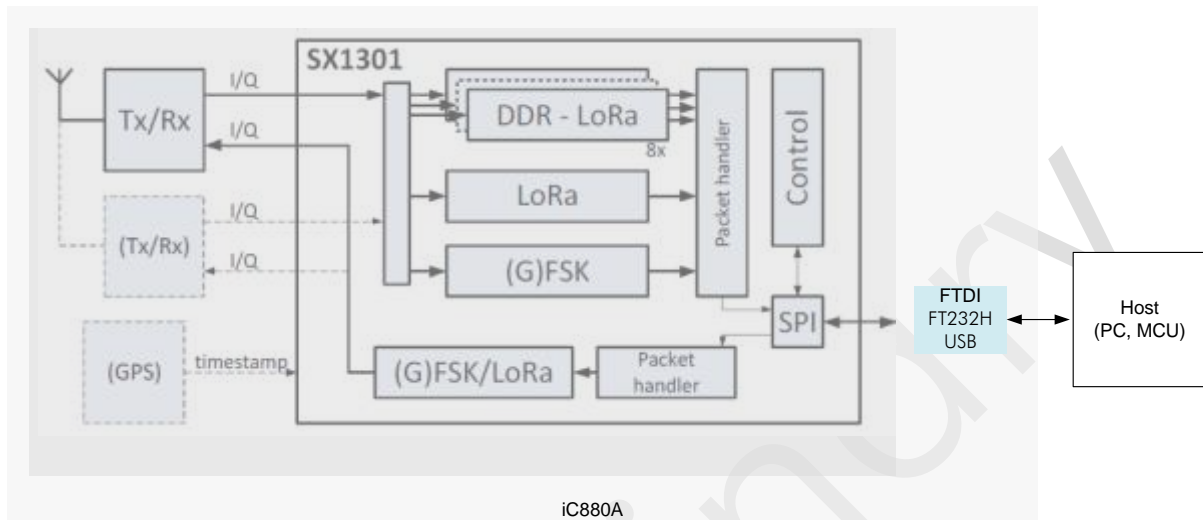 SX1301
I/Q
Tx/Rx
I/Q
DDR - LoRa
8x
LoRa
I/Q
(Tx/Rx)
I/Q
(G)FSK
Packet handler
Control
SPI
FTDI
FT232H
USB
Host
(PC, MCU)
(GPS)
timestamp
(G)FSK/LoRa
Packet
handler
iC880A